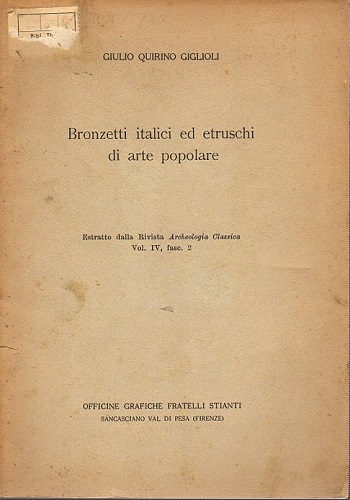 GIULIO QUIRINO GIGLIOLI
Bronzetti italici ed etruschi
di arte popolare
Estratto dalla Rivista Archeologia Classica
Vol. IV, fasc. 2
OFFICINE GRAFICHE FRATELLI STIANTI
SANCASCIANO VAL DI PESA (FIRENZE)